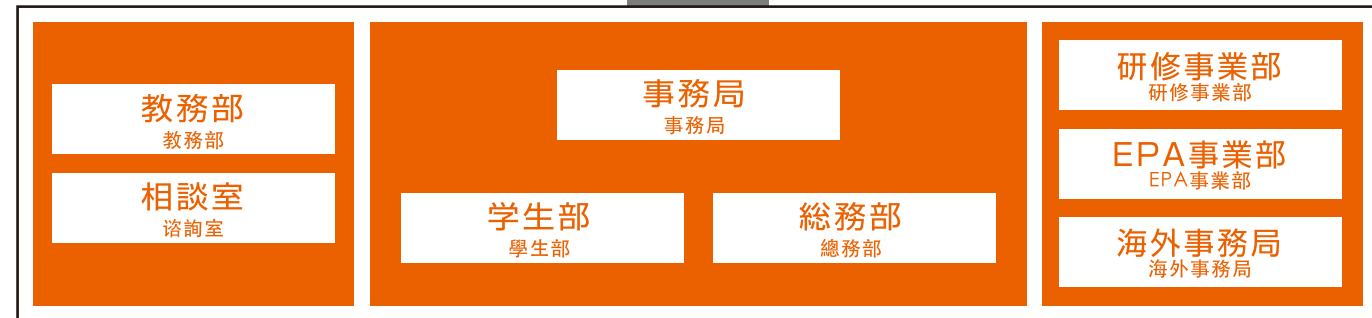 教務部
教務部
相談室
谘詢室
事務局
事務局
学生部
學生部
総務部
總務部
研修事業部
研修事業部
EPA事業部
EPA事業部
海外事務局
海外事務局